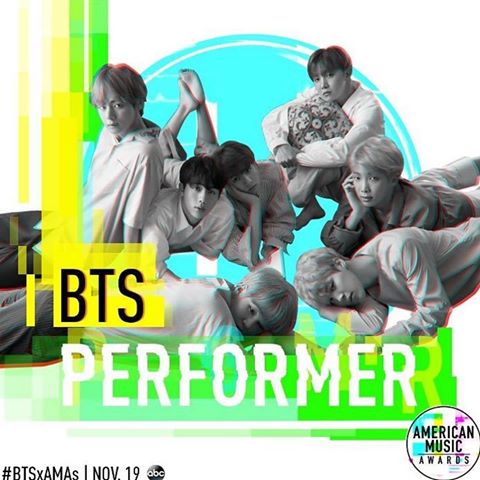 BTS
PERFORMER
AMERICAN
MUSIC
AWARDS
#BTSxAMAs | NOV. 19 abc